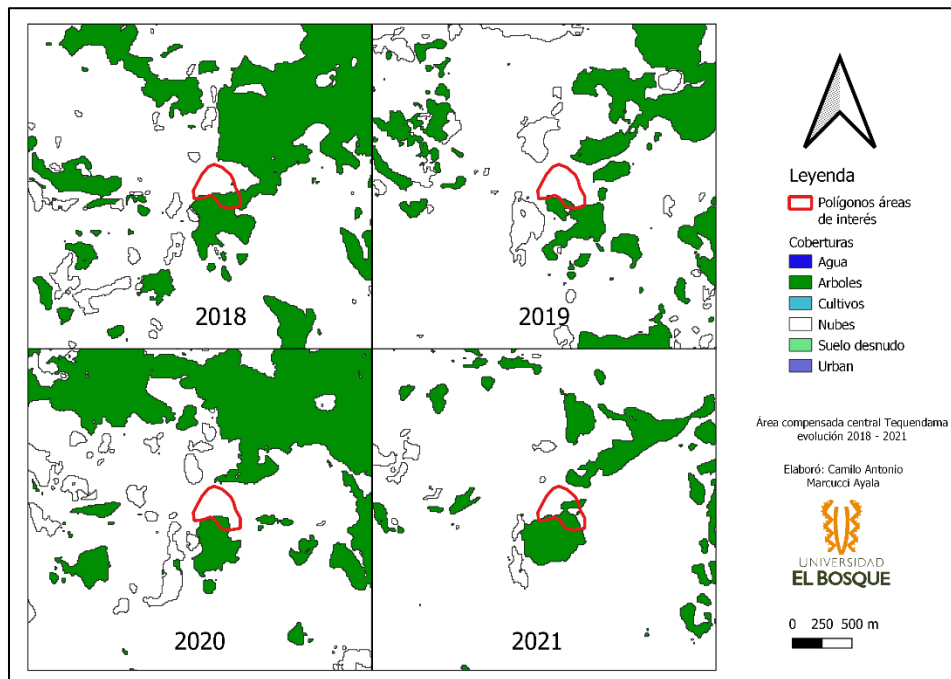 2018
2019
2020
2021
Leyenda
Polígonos áreas
de interés
Coberturas
Agua
Arboles
Cultivos
Nubes
Suelo desnudo
Urban
Área compensada central Tequendama
evolución 2018 - 2021
Elaboró: Camilo Antonio
Marcucci Ayala
UNIVERSIDAD
EL BOSQUE
0 250 500 m